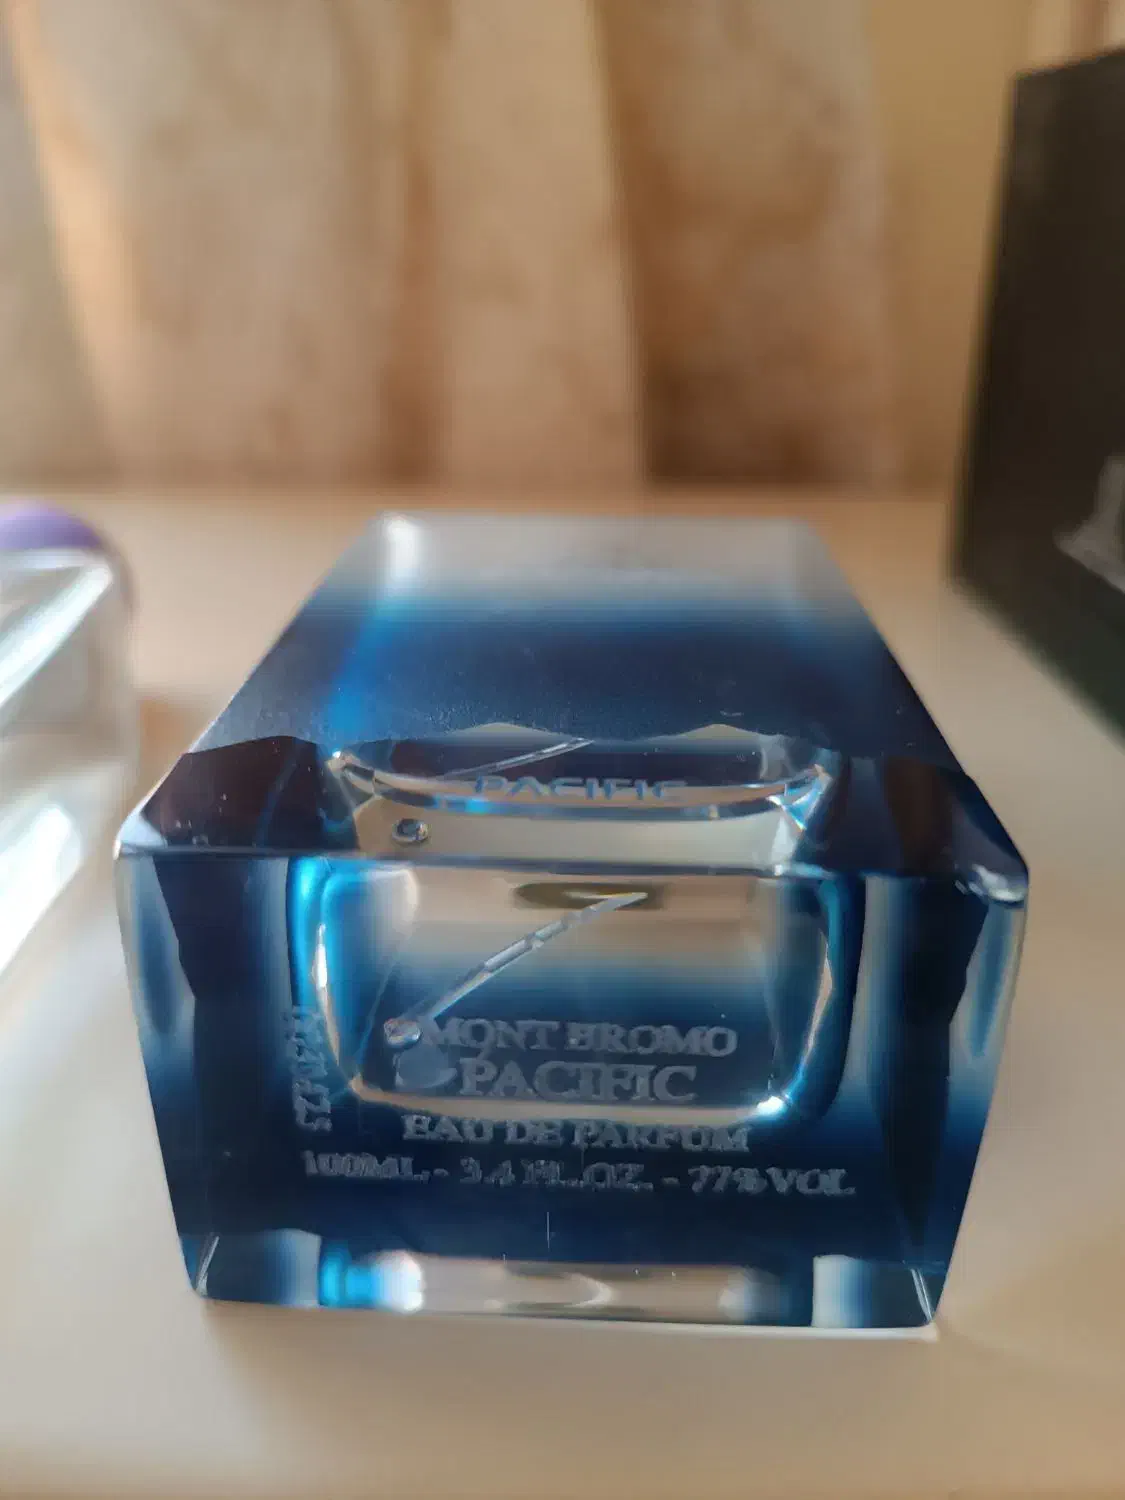 PACIFIC
MONT BROMO
PACIFIC
EAU DE PARFUM
100ML - 3.4 FL.OZ. - 77%VOL